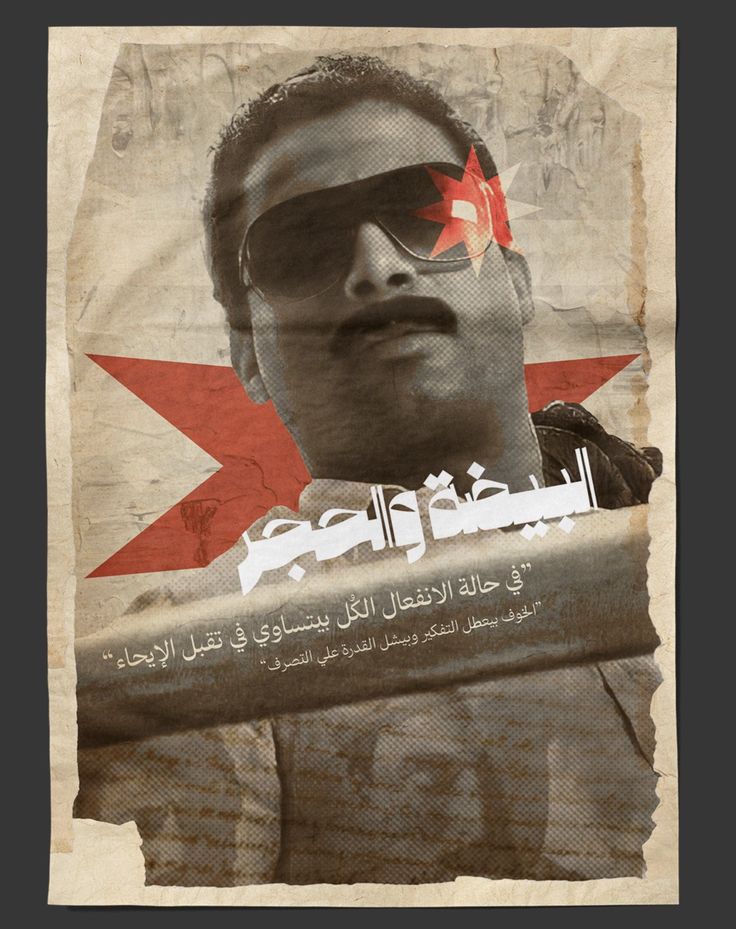 البيضة والحجر
”في حالة الانفعال الكُل بيتساوي في تقبل الإيحاء“
”الخوف بيعطل التفكير وبيشل القدرة علي التصرف“